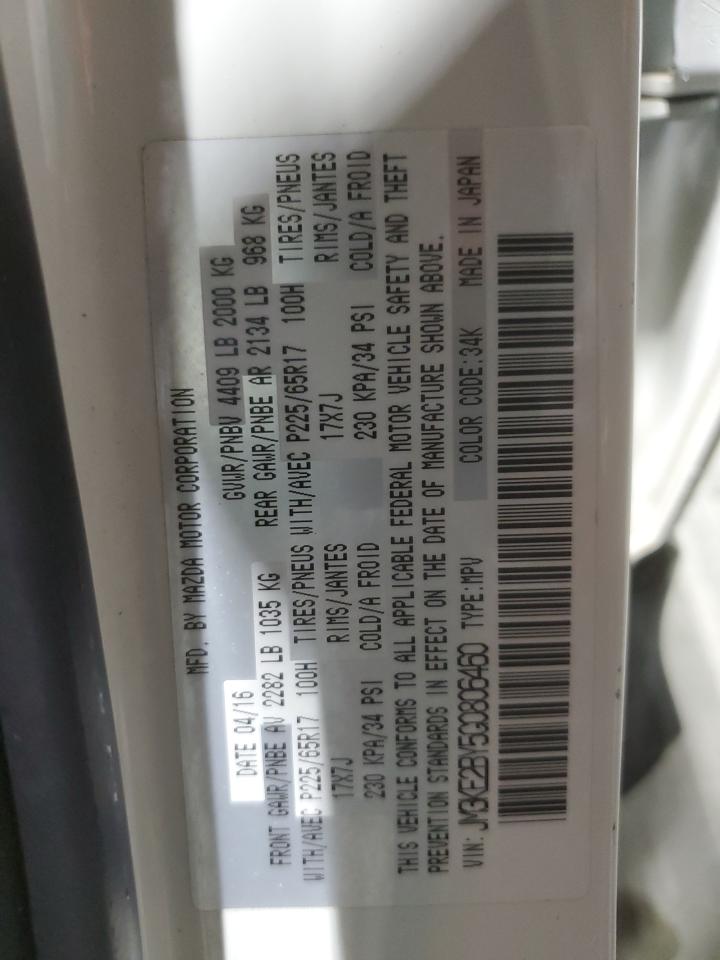 MFD. BY MAZDA MOTOR CORPORATION
DATE 04/16 GVWR/PNBV 4409 LB 2000 KG
FRONT GAWR/PNBE AV 2282 LB 1035 KG REAR GAWR/PNBE AR 2134 LB 968 KG
WITH/AVEC P225/65R17 100H TIRES/PNEUS WITH/AVEC P225/65R17 100H TIRES/PNEUS
17X7J RIMS/JANTES 17X7J RIMS/JANTES
230 KPA/34 PSI COLD/A FROID 230 KPA/34 PSI COLD/A FROID
THIS VEHICLE CONFORMS TO ALL APPLICABLE FEDERAL MOTOR VEHICLE SAFETY AND THEFT
PREVENTION STANDARDS IN EFFECT ON THE DATE OF MANUFACTURE SHOWN ABOVE.
VIN: JM3KE2BY5G0806460 TYPE:MPV COLOR CODE:34K MADE IN JAPAN